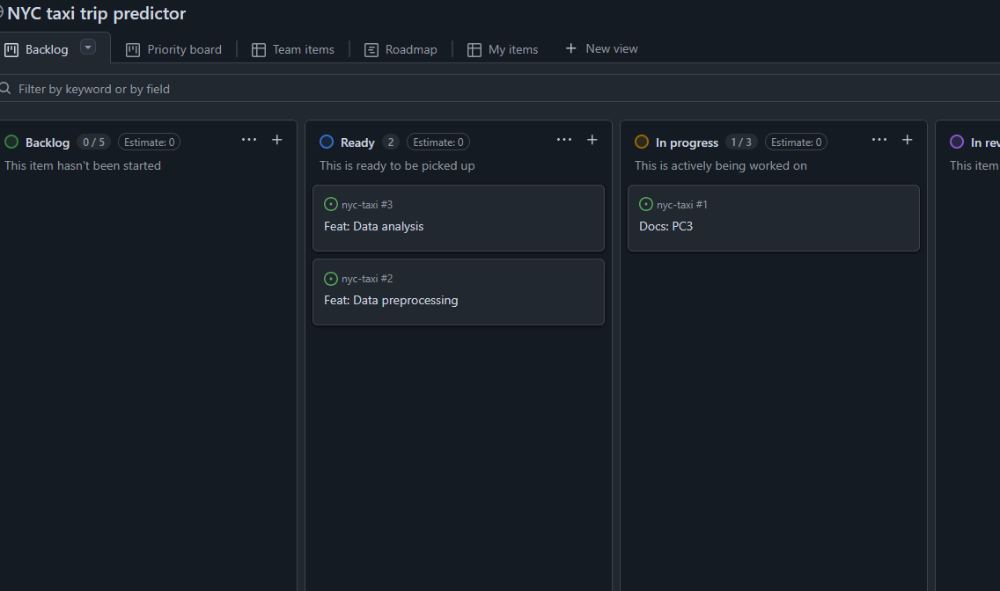 NYC taxi trip predictor
Backlog
Priority board
Team items
Roadmap
My items
New view
Filter by keyword or by field
Backlog 0 / 5 Estimate: 0
This item hasn't been started
Ready 2 Estimate: 0
This is ready to be picked up
nyc-taxi #3
Feat: Data analysis
nyc-taxi #2
Feat: Data preprocessing
In progress 1 / 3 Estimate: 0
This is actively being worked on
nyc-taxi #1
Docs: PC3
In
This item